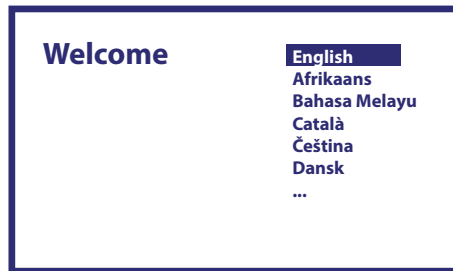 Welcome
English
Afrikaans
Bahasa Melayu
Català
Čeština
Dansk
...